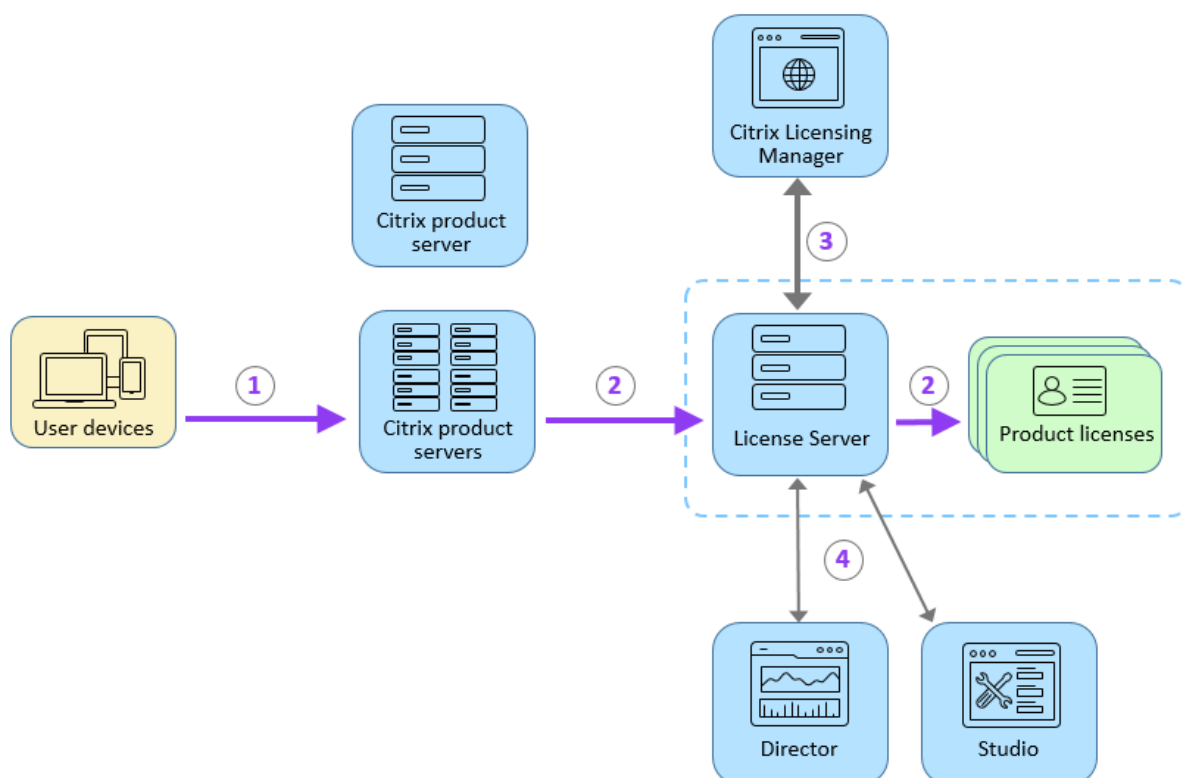 Citrix Licensing
Manager
Citrix product
server
3
User devices
1
Citrix product
servers
2
License Server
2
Product licenses
4
Director
Studio